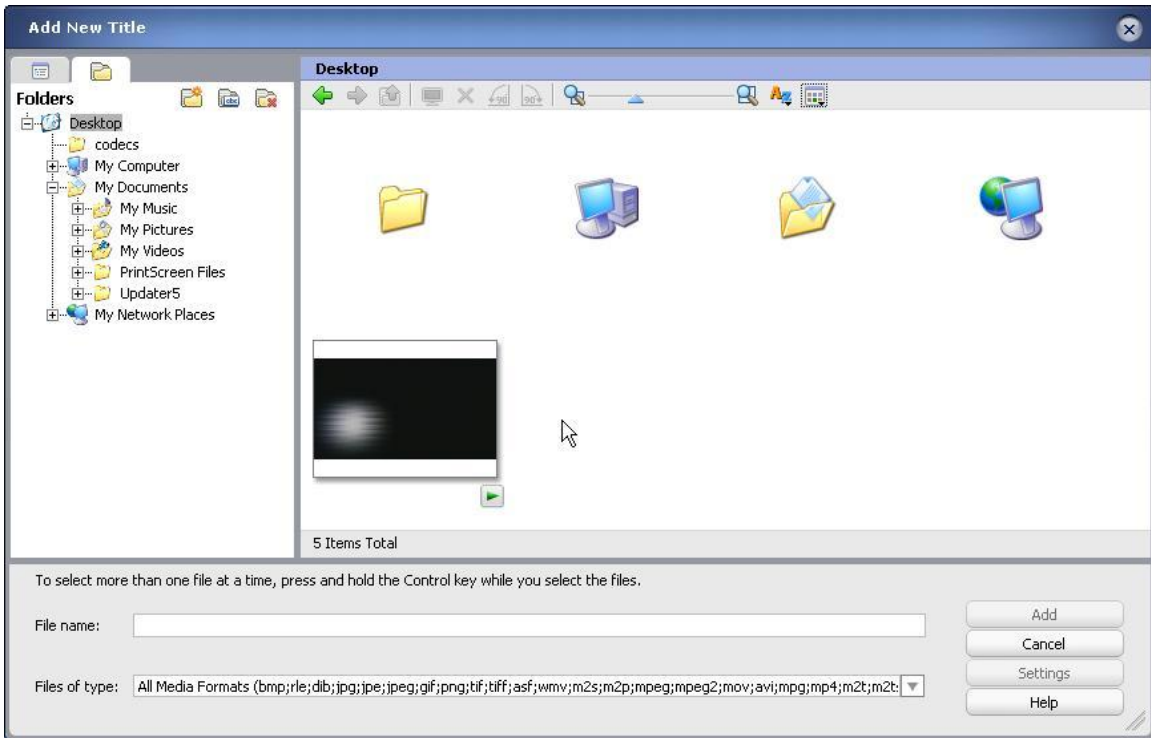 Add New Title
Folders
Desktop
codecs
My Computer
My Documents
My Music
My Pictures
My Videos
PrintScreen Files
Updater5
My Network Places
Desktop
5 Items Total
To select more than one file at a time, press and hold the Control key while you select the files.
File name:
Files of type: All Media Formats (bmp;rle;dib;jpg;jpe;jpeg;gif;png;tif;tiff;asf;wmv;m2s;m2p;mpeg;mpeg2;mov;avi;mpg;mp4;m2t;m2t:
Add
Cancel
Settings
Help